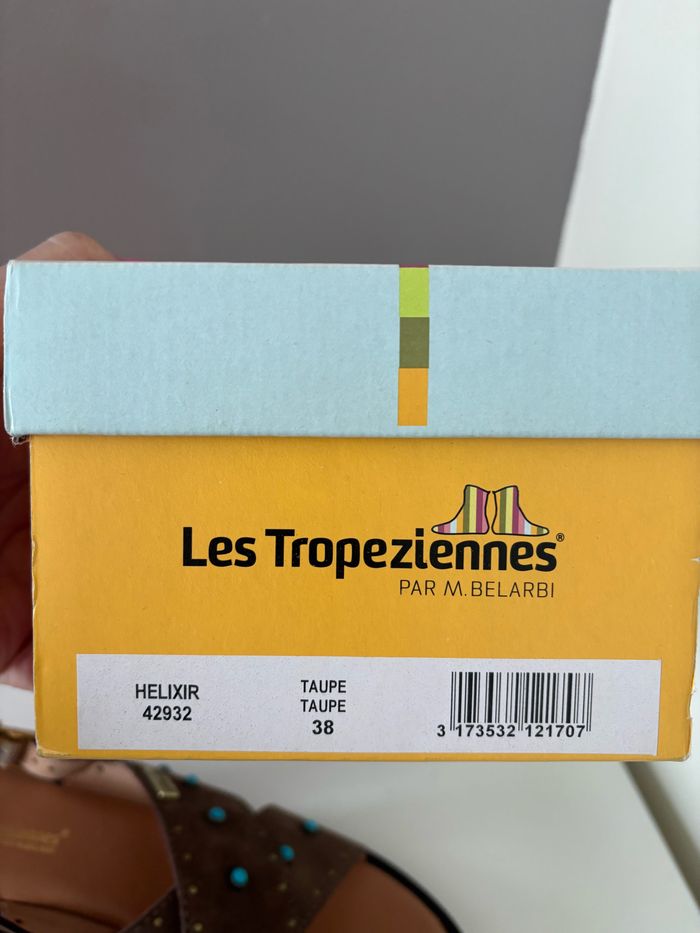 Les Tropeziennes®
PAR M.BELARBI
HELIXIR
42932
TAUPE
TAUPE
38
3 173532 121707